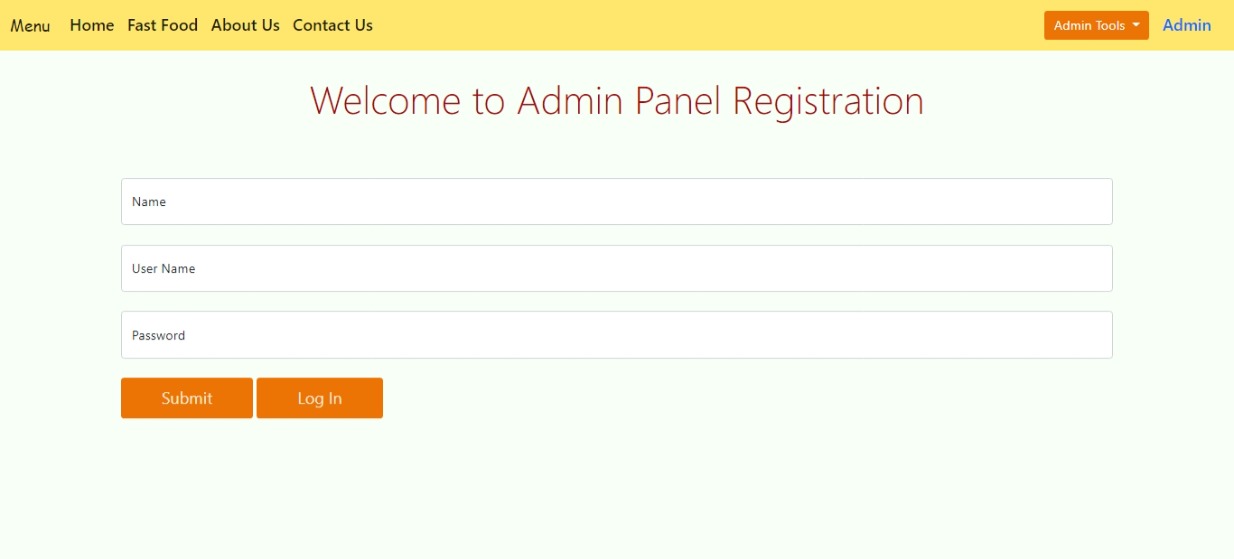 Menu Home Fast Food About Us Contact Us Admin Tools Admin
Welcome to Admin Panel Registration
Name
User Name
Password
Submit Log In